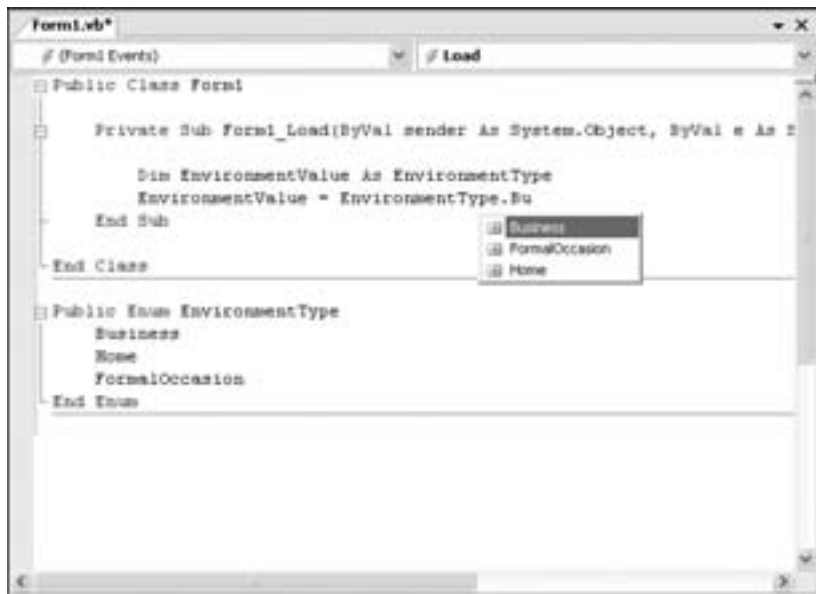 Form1.vb*
(Form1 Events)
Load
Public Class Form1
Private Sub Form1_Load(ByVal sender As System.Object, ByVal e As S
Dim EnvironmentValue As EnvironmentType
EnvironmentValue = EnvironmentType.Bu
End Sub
Business
FormalOccasion
Home
End Class
Public Enum EnvironmentType
Business
Home
FormalOccasion
End Enum